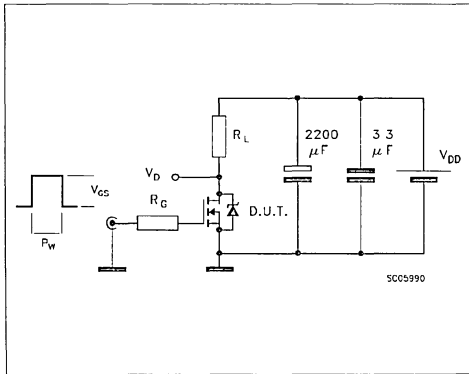 R_L
2200 μF
3.3 μF
V_DD
V_D
V_GS
R_G
D.U.T.
P_W
SC05990